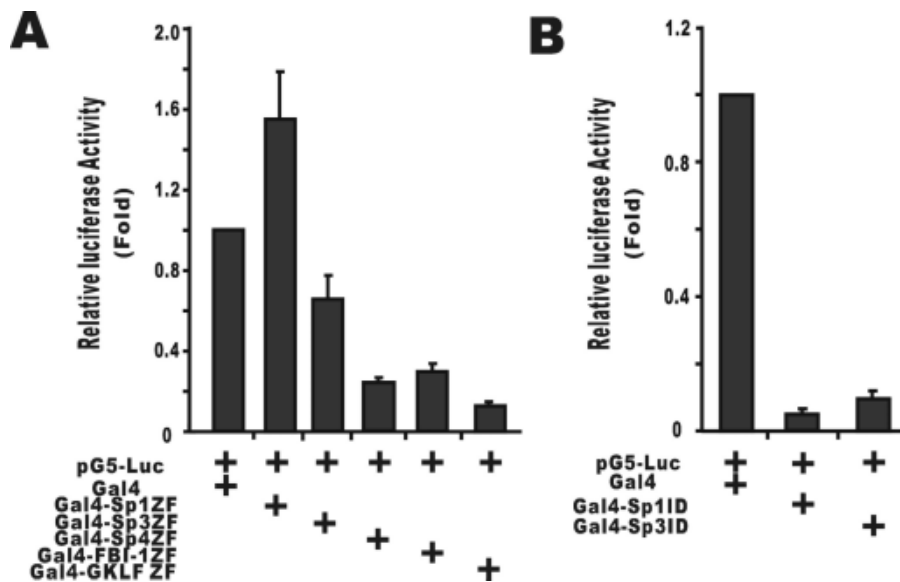 A
Relative luciferase Activity
(Fold)
2.0
1.6
1.2
0.8
0.4
0
pG5-Luc + + + + + +
Gal4 +
Gal4-Sp1ZF +
Gal4-Sp3ZF +
Gal4-Sp4ZF +
Gal4-FBI-1ZF +
Gal4-GKLF ZF +
B
Relative luciferase Activity
(Fold)
1.2
0.8
0.4
0
pG5-Luc + + +
Gal4 +
Gal4-Sp1ID +
Gal4-Sp3ID +